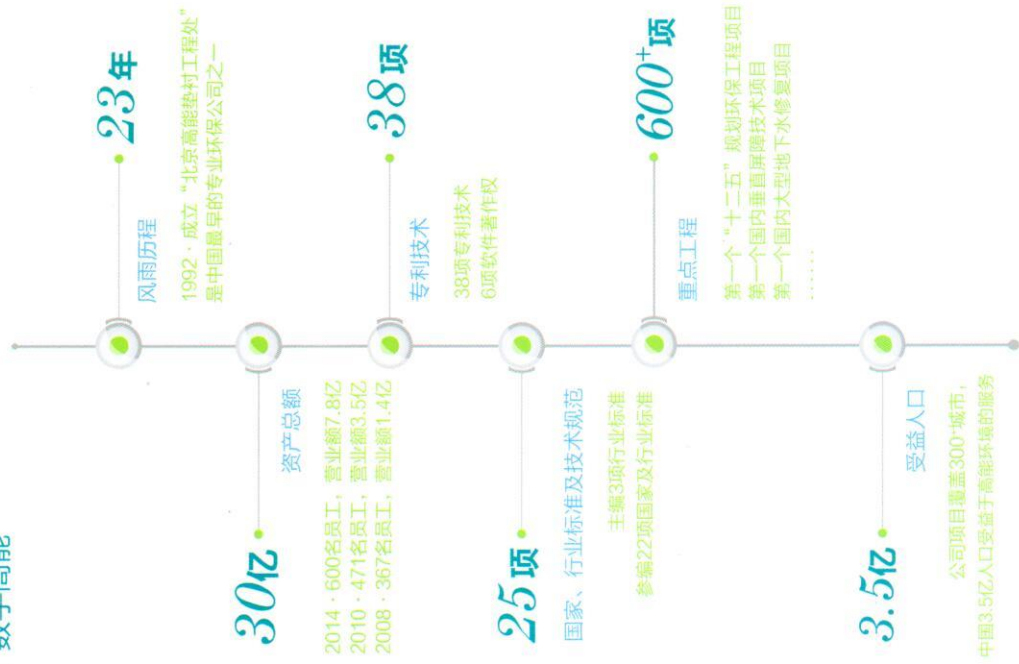 数字高能
23年
风雨历程
1992 · 成立“北京高能垫衬工程处”
是中国最早的专业环保公司之一
30亿
资产总额
2014 · 600名员工，营业额7.8亿
2010 · 471名员工，营业额3.5亿
2008 · 367名员工，营业额1.4亿
38项
专利技术
38项专利技术
6项软件著作权
25项
国家、行业标准及技术规范
主编3项行业标准
参编22项国家及行业标准
600+项
重点工程
第一个“十二五”规划环保工程项目
第一个国内垂直屏障技术项目
第一个国内大型地下水修复项目
······
3.5亿
受益人口
公司项目覆盖300+城市，
中国3.5亿人口受益于高能环境的服务